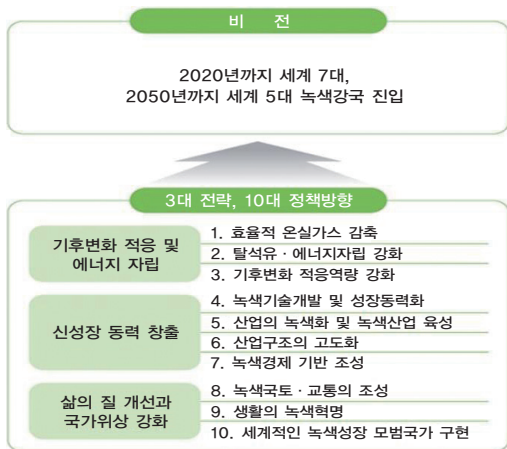 비 전
2020년까지 세계 7대,
2050년까지 세계 5대 녹색강국 진입
3대 전략, 10대 정책방향
기후변화 적응 및
에너지 자립
1. 효율적 온실가스 감축
2. 탈석유 · 에너지자립 강화
3. 기후변화 적응역량 강화
신성장 동력 창출
4. 녹색기술개발 및 성장동력화
5. 산업의 녹색화 및 녹색산업 육성
6. 산업구조의 고도화
7. 녹색경제 기반 조성
삶의 질 개선과
국가위상 강화
8. 녹색국토 · 교통의 조성
9. 생활의 녹색혁명
10. 세계적인 녹색성장 모범국가 구현